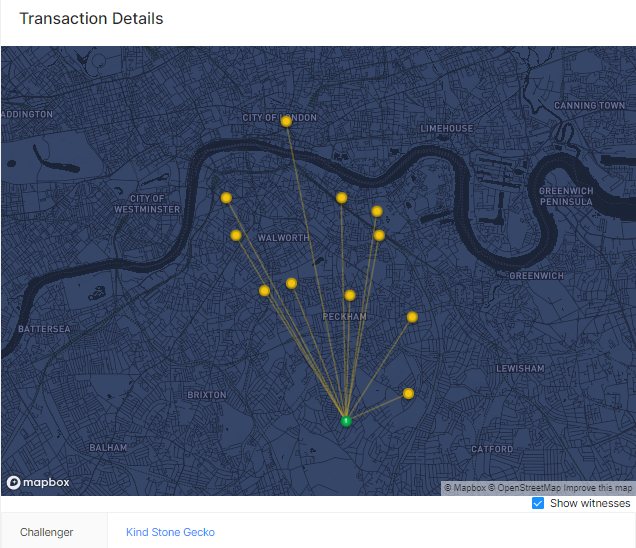 Transaction Details
CANNING TOWN
ADDINGTON
CITY OF LONDON
LIMEHOUSE
CITY OF
WESTMINSTER
GREENWICH
PENINSULA
WALWORTH
GREENWICH
PECKHAM
BATTERSEA
LEWISHAM
BRIXTON
1
BALHAM
CATFORD
mapbox
© Mapbox © OpenStreetMap Improve this map
Show witnesses
Challenger Kind Stone Gecko